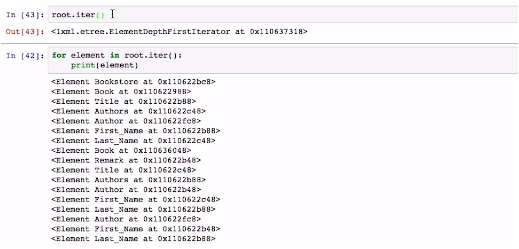 In [43]: root.iter()
Out[43]: <lxml.etree.ElementDepthFirstIterator at 0x110637318>
In [42]: for element in root.iter():
    print(element)
<Element Bookstore at 0x110622bc8>
<Element Book at 0x110622988>
<Element Title at 0x110622b88>
<Element Authors at 0x110622c48>
<Element Author at 0x110622fc8>
<Element First_Name at 0x110622b88>
<Element Last_Name at 0x110622c48>
<Element Book at 0x110636048>
<Element Remark at 0x110622b48>
<Element Title at 0x110622c48>
<Element Authors at 0x110622b88>
<Element Author at 0x110622b48>
<Element First_Name at 0x110622c48>
<Element Last_Name at 0x110622b88>
<Element Author at 0x110622fc8>
<Element First_Name at 0x110622b48>
<Element Last_Name at 0x110622b88>